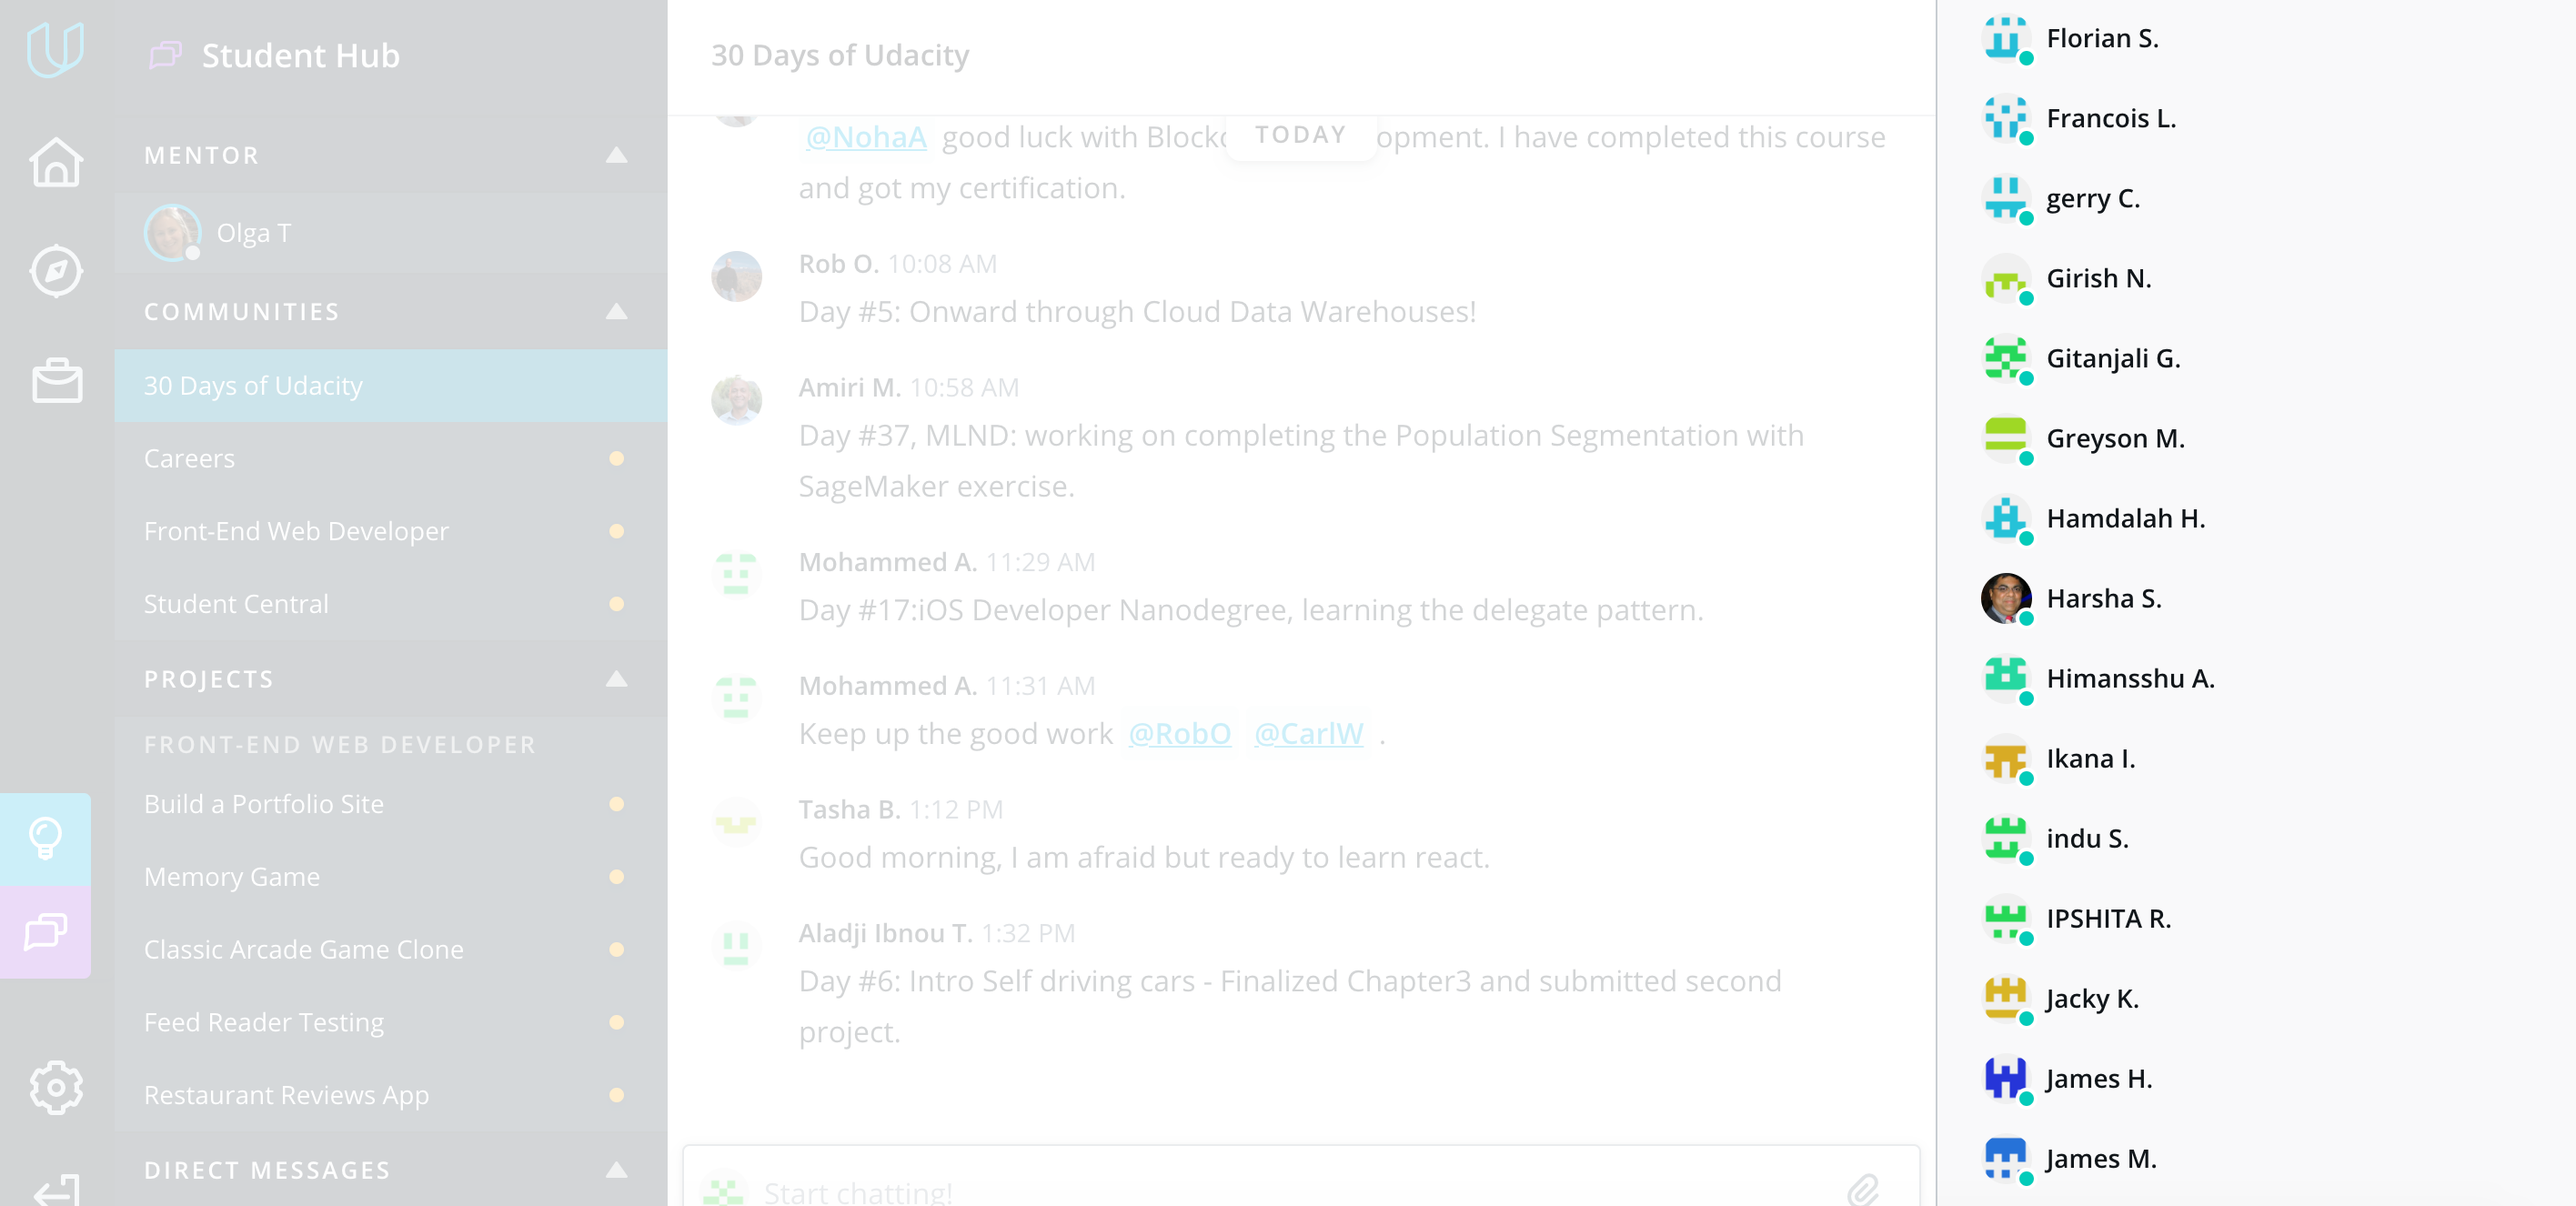 Student Hub
MENTOR
Olga T
COMMUNITIES
30 Days of Udacity
Careers
Front-End Web Developer
Student Central
PROJECTS
FRONT-END WEB DEVELOPER
Build a Portfolio Site
Memory Game
Classic Arcade Game Clone
Feed Reader Testing
Restaurant Reviews App
DIRECT MESSAGES
30 Days of Udacity
TODAY
@NohaA good luck with Blockc opment. I have completed this course
and got my certification.
Rob O. 10:08 AM
Day #5: Onward through Cloud Data Warehouses!
Amiri M. 10:58 AM
Day #37, MLND: working on completing the Population Segmentation with
SageMaker exercise.
Mohammed A. 11:29 AM
Day #17:iOS Developer Nanodegree, learning the delegate pattern.
Mohammed A. 11:31 AM
Keep up the good work @RobO @CarlW .
Tasha B. 1:12 PM
Good morning, I am afraid but ready to learn react.
Aladji Ibnou T. 1:32 PM
Day #6: Intro Self driving cars - Finalized Chapter3 and submitted second
project.
Start chatting!
Florian S.
Francois L.
gerry C.
Girish N.
Gitanjali G.
Greyson M.
Hamdalah H.
Harsha S.
Himansshu A.
Ikana I.
indu S.
IPSHITA R.
Jacky K.
James H.
James M.